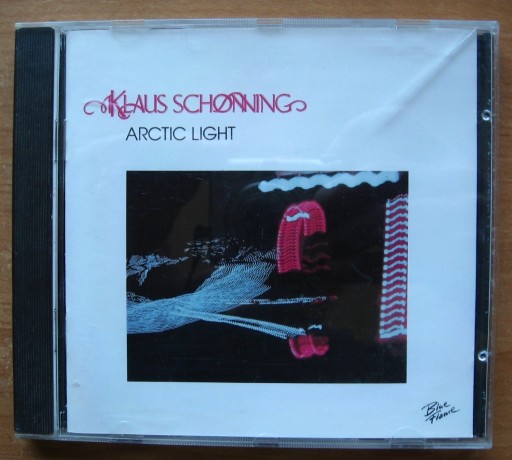 KLAUS SCHØNNING
ARCTIC LIGHT
Blue
Flame